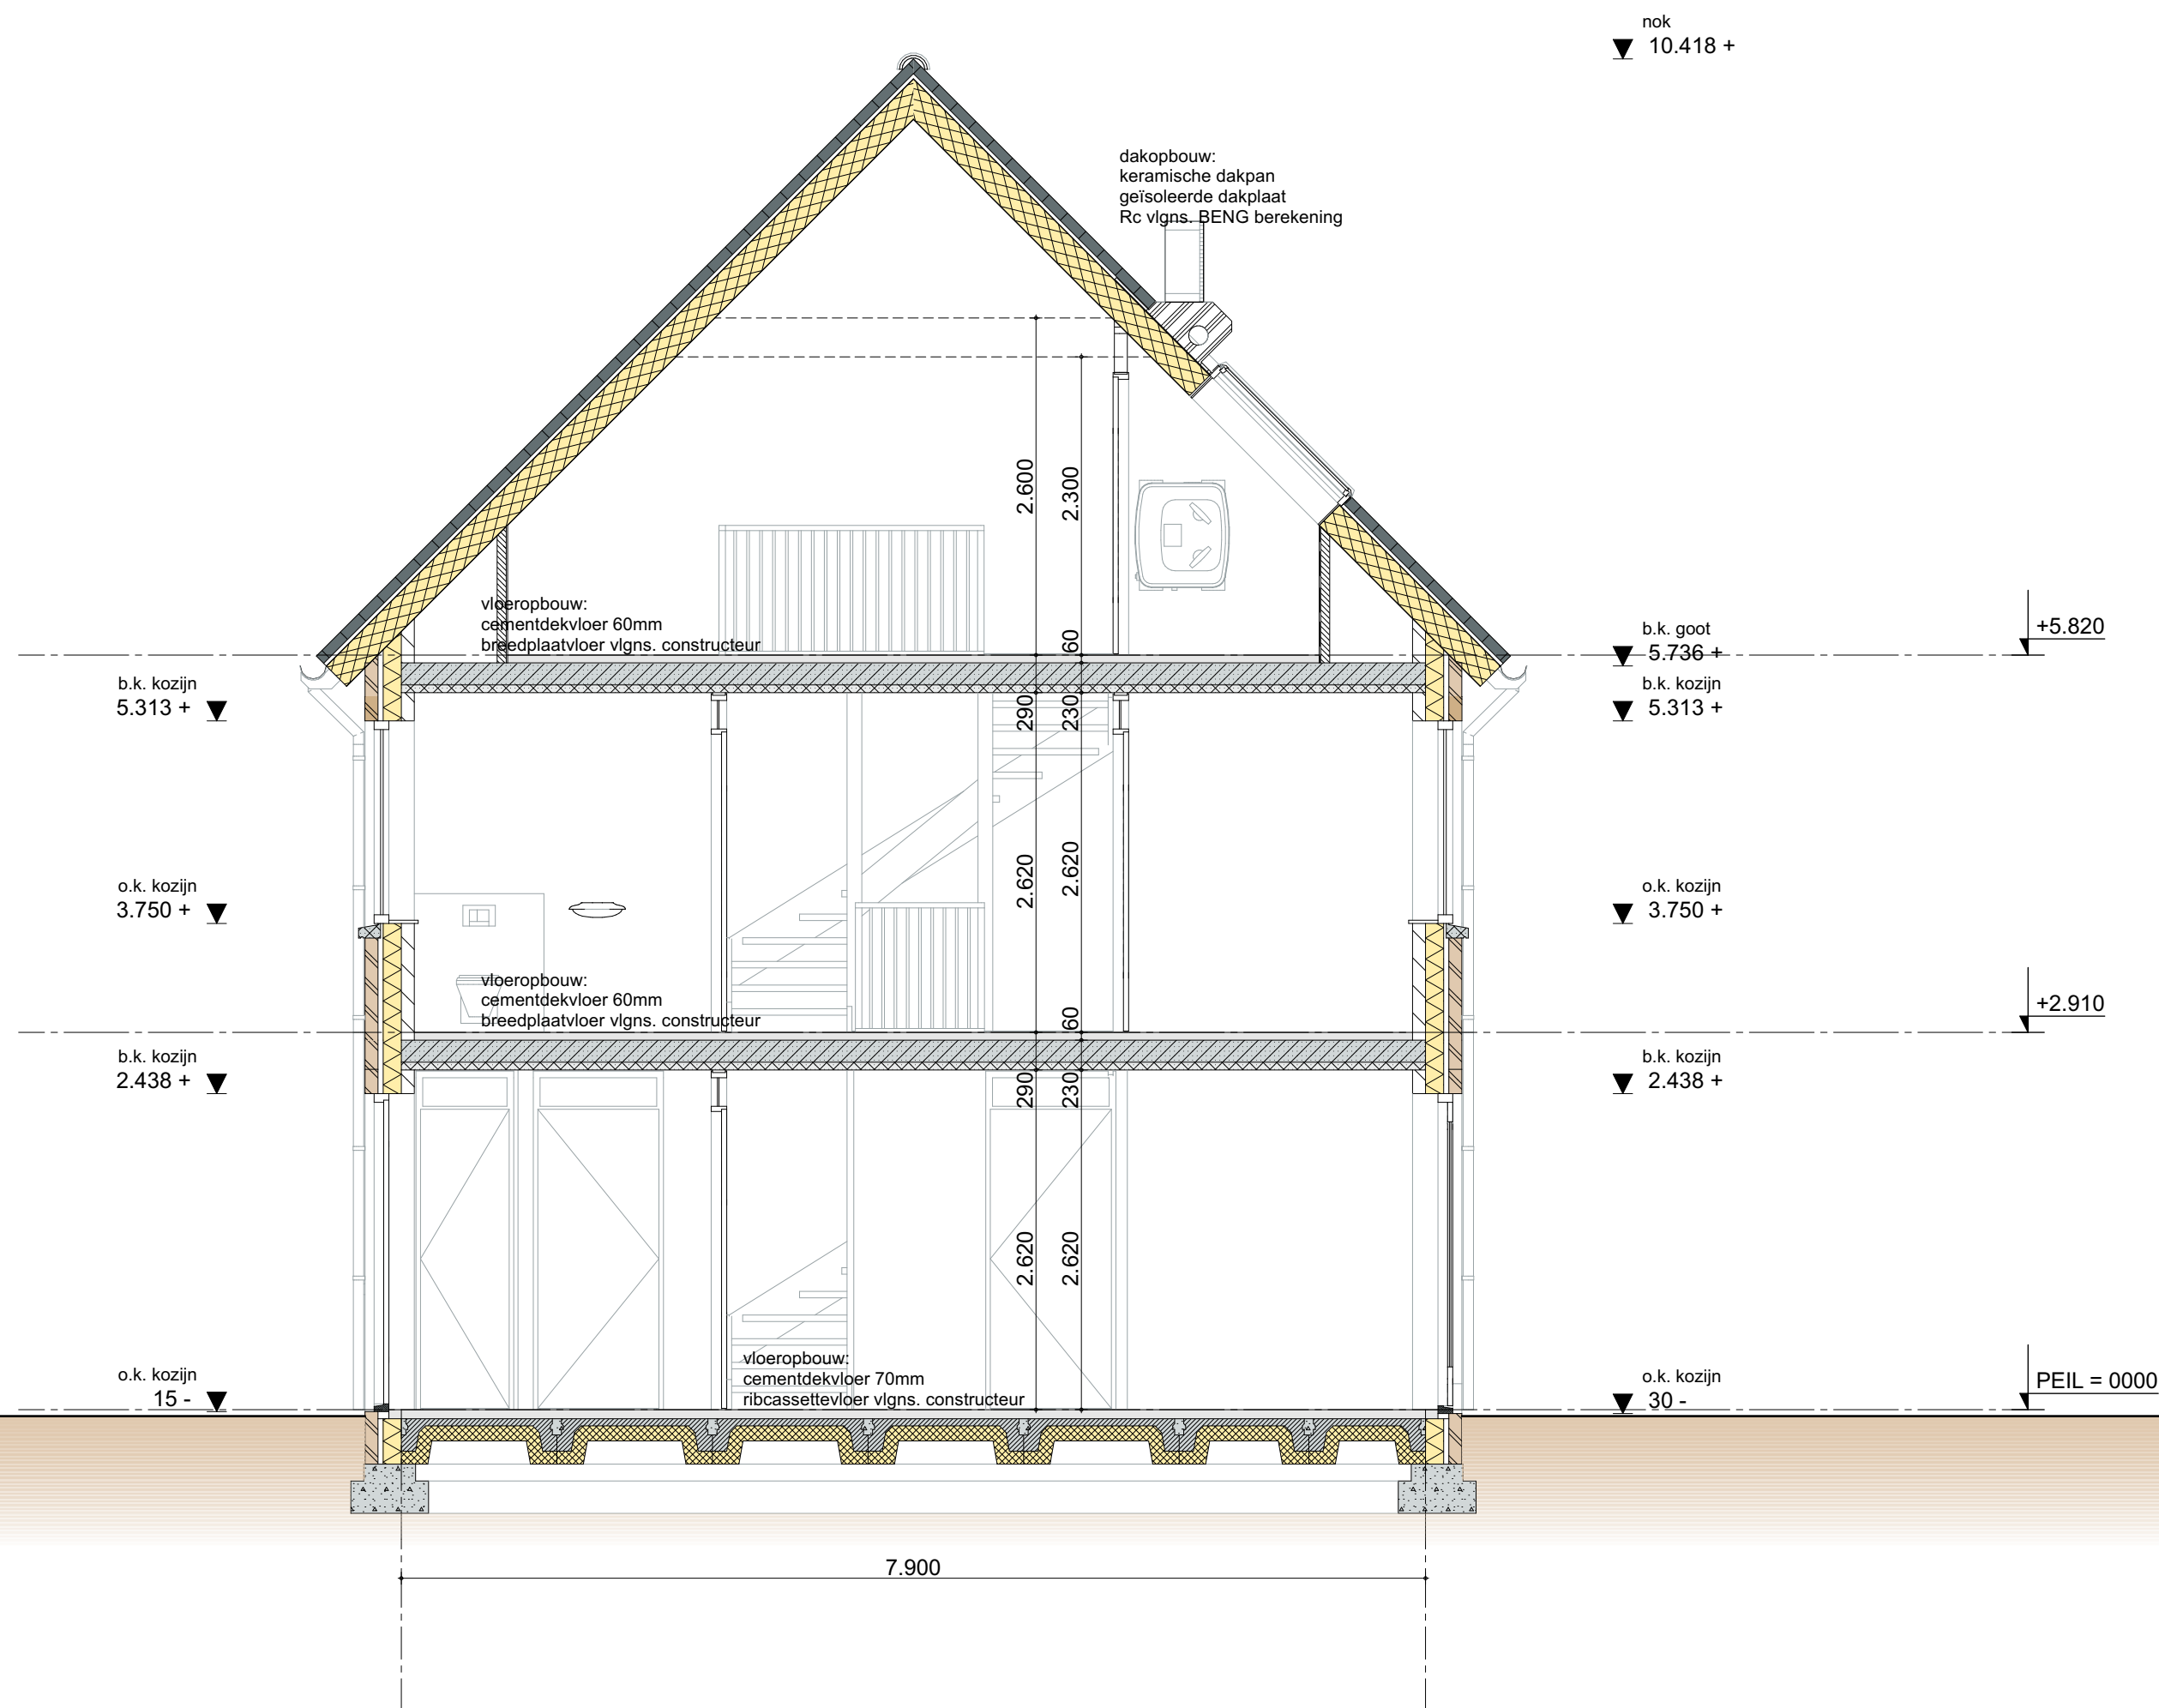 nok
10.418 +
dakopbouw:
keramische dakpan
geïsoleerde dakplaat
Rc vlgns. BENG berekening
2.600
2.300
vloeropbouw:
cementdekvloer 60mm
breedplaatvloer vlgns. constructeur
60
b.k. goot
5.736 +
+5.820
b.k. kozijn
5.313 +
290
230
b.k. kozijn
5.313 +
2.620
2.620
o.k. kozijn
3.750 +
o.k. kozijn
3.750 +
vloeropbouw:
cementdekvloer 60mm
breedplaatvloer vlgns. constructeur
60
+2.910
b.k. kozijn
2.438 +
290
230
b.k. kozijn
2.438 +
2.620
2.620
vloeropbouw:
cementdekvloer 70mm
ribcassettevloer vlgns. constructeur
o.k. kozijn
15 -
o.k. kozijn
30 -
PEIL = 0000
7.900